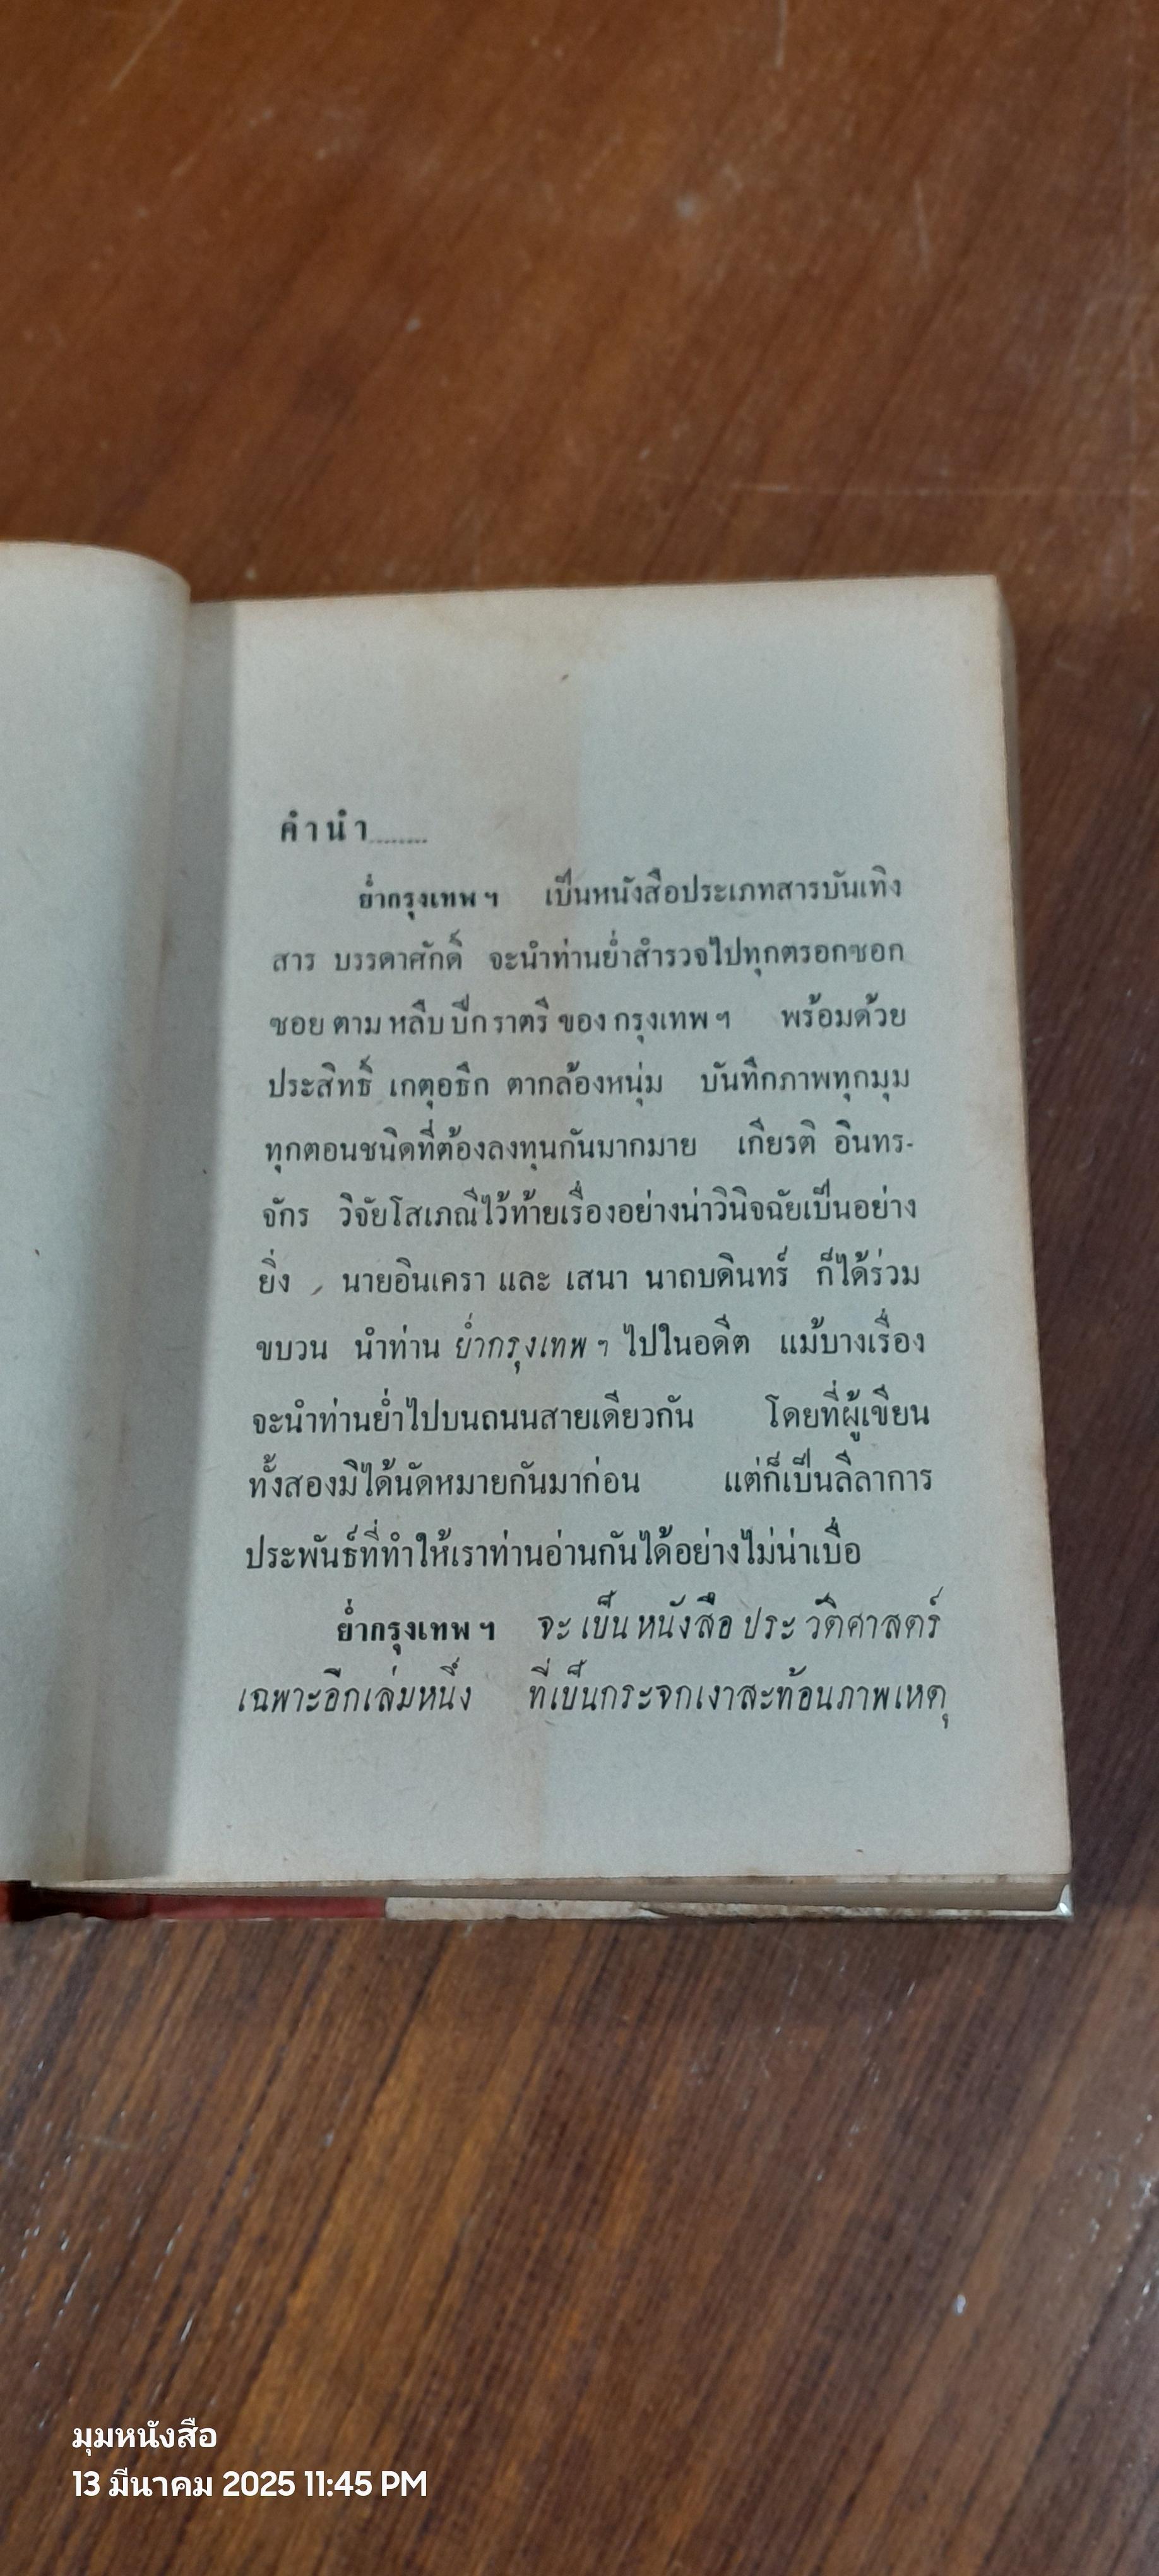 คำนำ........
ย่ำกรุงเทพ ฯ เป็นหนังสือประเภทสารบันเทิง
สาร บรรดาศักดิ์ จะนำท่านย่ำสำรวจไปทุกตรอกซอก
ซอย ตาม หลืบ บึก ราตรี ของ กรุงเทพ ฯ พร้อมด้วย
ประสิทธิ์ เกตุอธิก ตากล้องหนุ่ม บันทึกภาพทุกมุม
ทุกตอนชนิดที่ต้องลงทุนกันมากมาย เกียรติ อินทร-
จักร วิจัยโสเภณีไว้ท้ายเรื่องอย่างน่าวินิจฉัยเป็นอย่าง
ยิ่ง , นายอินเครา และ เสนา นาถบดินทร์ ก็ได้ร่วม
ขบวน นำท่าน ย่ำกรุงเทพ ฯ ไปในอดีต แม้บางเรื่อง
จะนำท่านย่ำไปบนถนนสายเดียวกัน โดยที่ผู้เขียน
ทั้งสองมิได้นัดหมายกันมาก่อน แต่ก็เป็นลีลาการ
ประพันธ์ที่ทำให้เราท่านอ่านกันได้อย่างไม่น่าเบื่อ
ย่ำกรุงเทพ ฯ จะ เป็น หนังสือ ประ วัติศาสตร์
เฉพาะอีกเล่มหนึ่ง ที่เป็นกระจกเงาสะท้อนภาพเหตุ
มุมหนังสือ
13 มีนาคม 2025 11:45 PM